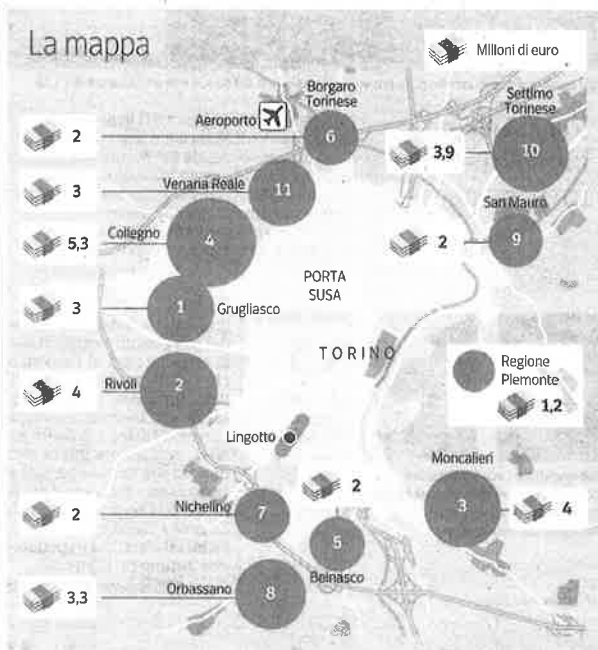 La mappa
Milioni di euro
Borgaro
Torinese
Aeroporto
6
2
Settimo
Torinese
10
3,9
Venaria Reale
11
3
San Mauro
9
2
Collegno
4
5,3
PORTA
SUSA
1
Grugliasco
3
TORINO
Regione
Piemonte
1,2
Rivoli
2
4
Lingotto
Moncalieri
3
4
2
Nichelino
7
2
5
Beinasco
Orbassano
8
3,3